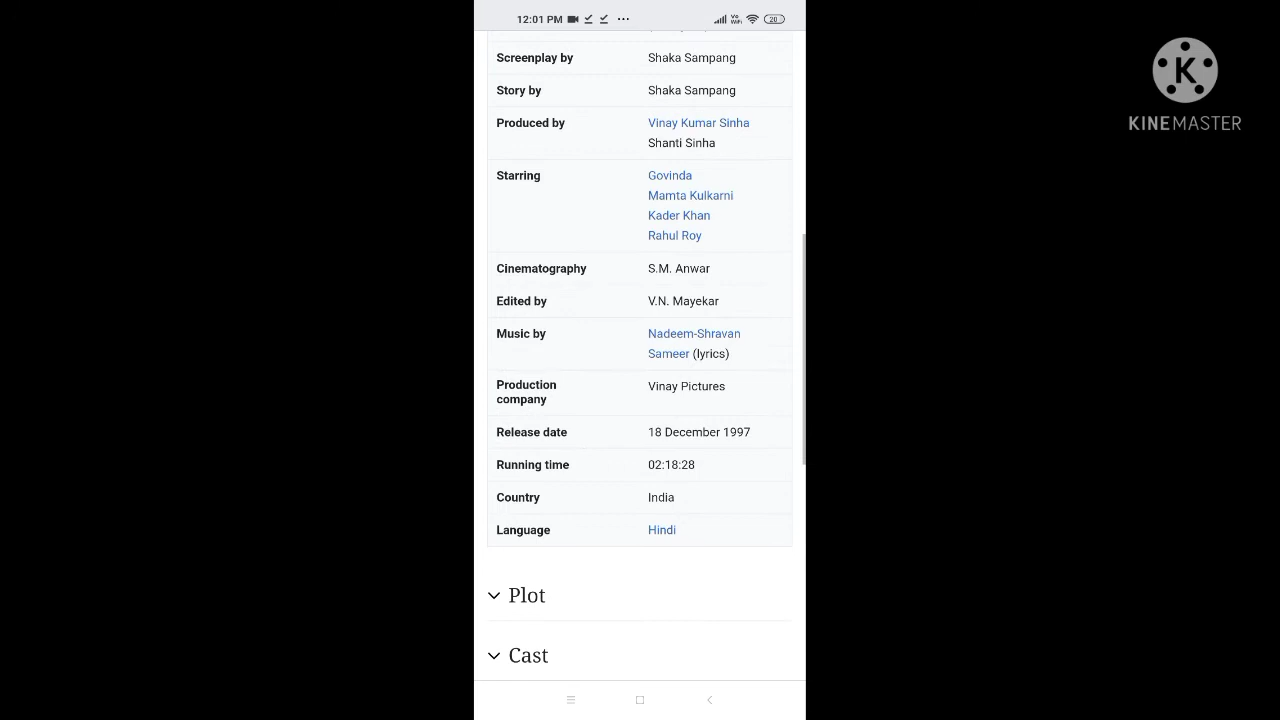 12:01 PM
Vo
WiFi
20
Screenplay by Shaka Sampang
Story by Shaka Sampang
Produced by Vinay Kumar Sinha
Shanti Sinha
Starring Govinda
Mamta Kulkarni
Kader Khan
Rahul Roy
Cinematography S.M. Anwar
Edited by V.N. Mayekar
Music by Nadeem-Shravan
Sameer (lyrics)
Production
company Vinay Pictures
Release date 18 December 1997
Running time 02:18:28
Country India
Language Hindi
Plot
Cast
K
KINEMASTER